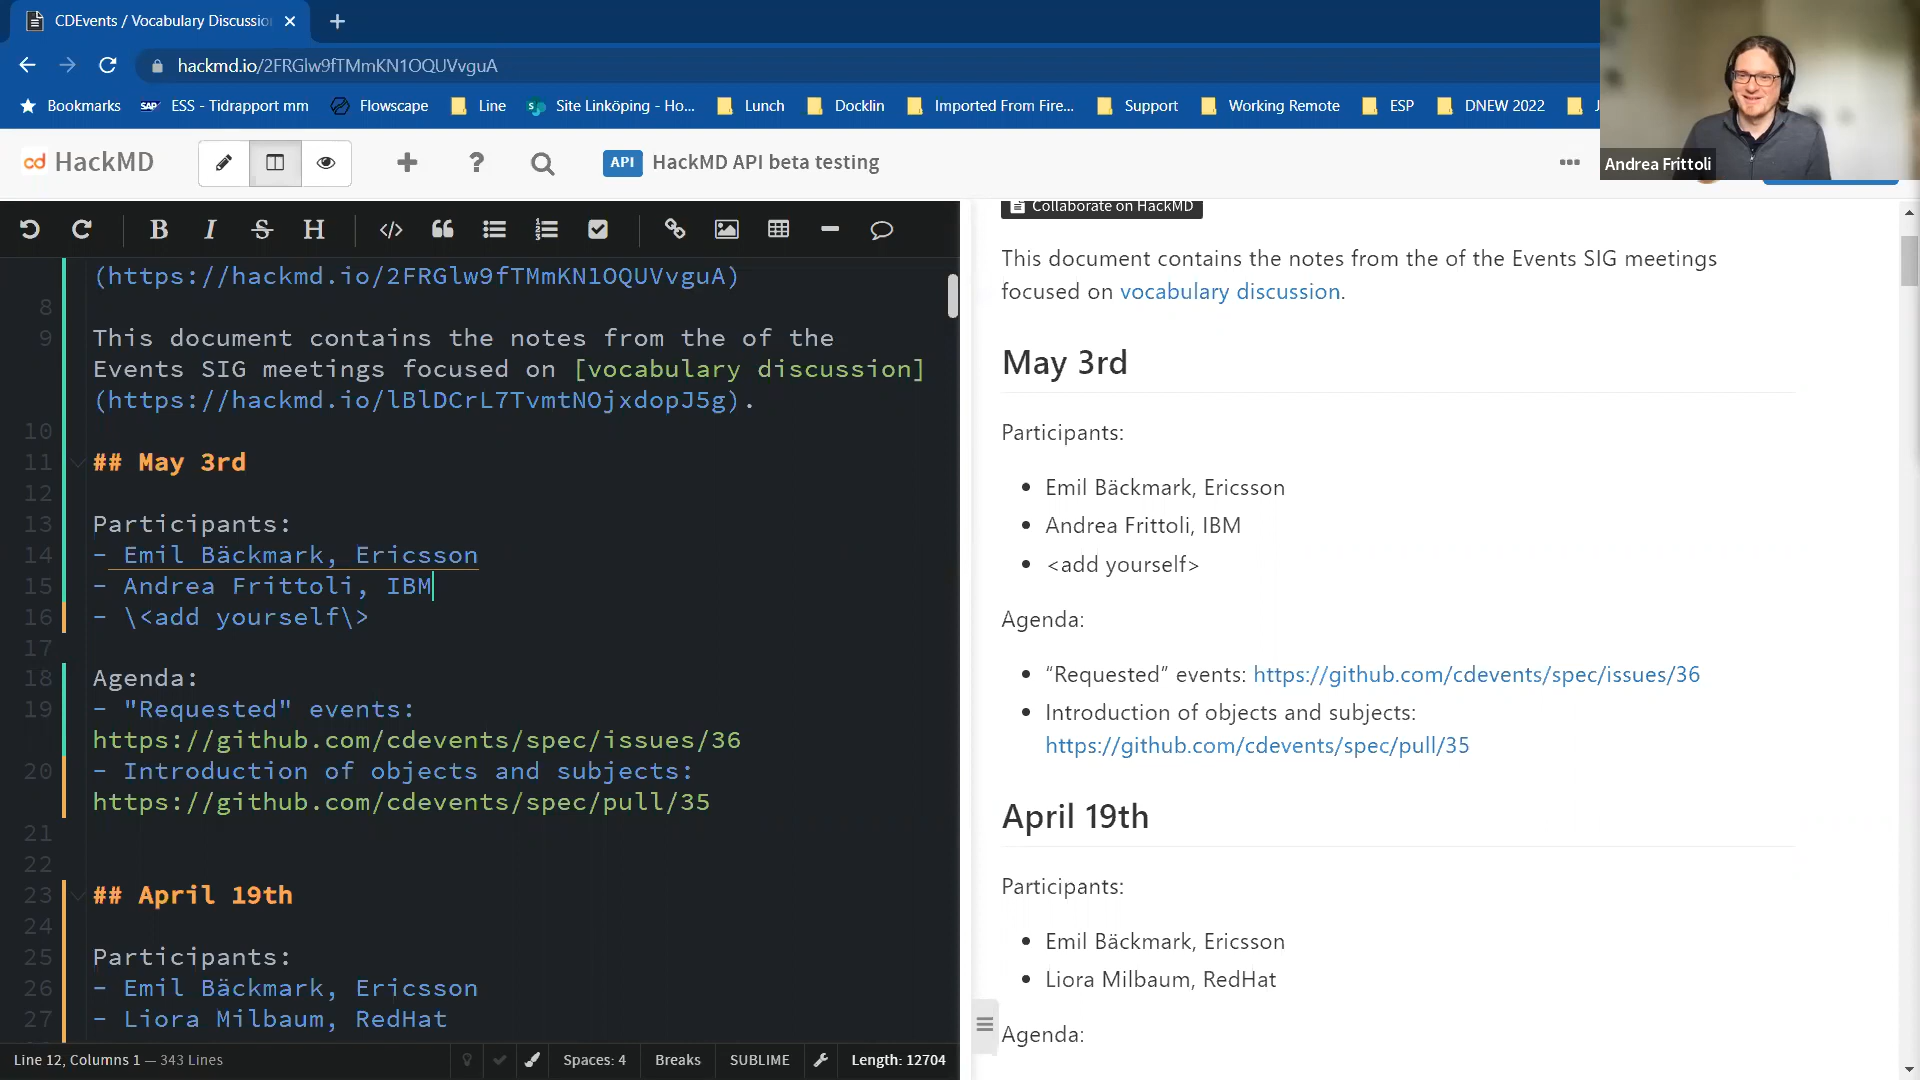 CDEvents / Vocabulary Discussio
hackmd.io/2FRGlw9fTMmKN1OQUVvguA
Bookmarks
SAP ESS - Tidrapport mm
Flowscape
Line
Site Linköping - Ho...
Lunch
Docklin
Imported From Fire...
Support
Working Remote
ESP
DNEW 2022
J
Andrea Frittoli
cd HackMD
API HackMD API beta testing
B I S H
(https://hackmd.io/2FRGlw9fTMmKN1OQUVvguA)
8
9 This document contains the notes from the of the
Events SIG meetings focused on [vocabulary discussion]
(https://hackmd.io/lBlDCrL7TvmtNOjxdopJ5g).
10
11 ## May 3rd
12
13 Participants:
14 - Emil Bäckmark, Ericsson
15 - Andrea Frittoli, IBM
16 - \<add yourself\>
17
18 Agenda:
19 - "Requested" events:
https://github.com/cdevents/spec/issues/36
20 - Introduction of objects and subjects:
https://github.com/cdevents/spec/pull/35
21
22
23 ## April 19th
24
25 Participants:
26 - Emil Bäckmark, Ericsson
27 - Liora Milbaum, RedHat
Line 12, Columns 1 — 343 Lines
Spaces: 4
Breaks
SUBLIME
Length: 12704
Collaborate on HackMD
This document contains the notes from the of the Events SIG meetings
focused on vocabulary discussion.
May 3rd
Participants:
• Emil Bäckmark, Ericsson
• Andrea Frittoli, IBM
• <add yourself>
Agenda:
• “Requested” events: https://github.com/cdevents/spec/issues/36
• Introduction of objects and subjects:
https://github.com/cdevents/spec/pull/35
April 19th
Participants:
• Emil Bäckmark, Ericsson
• Liora Milbaum, RedHat
Agenda: